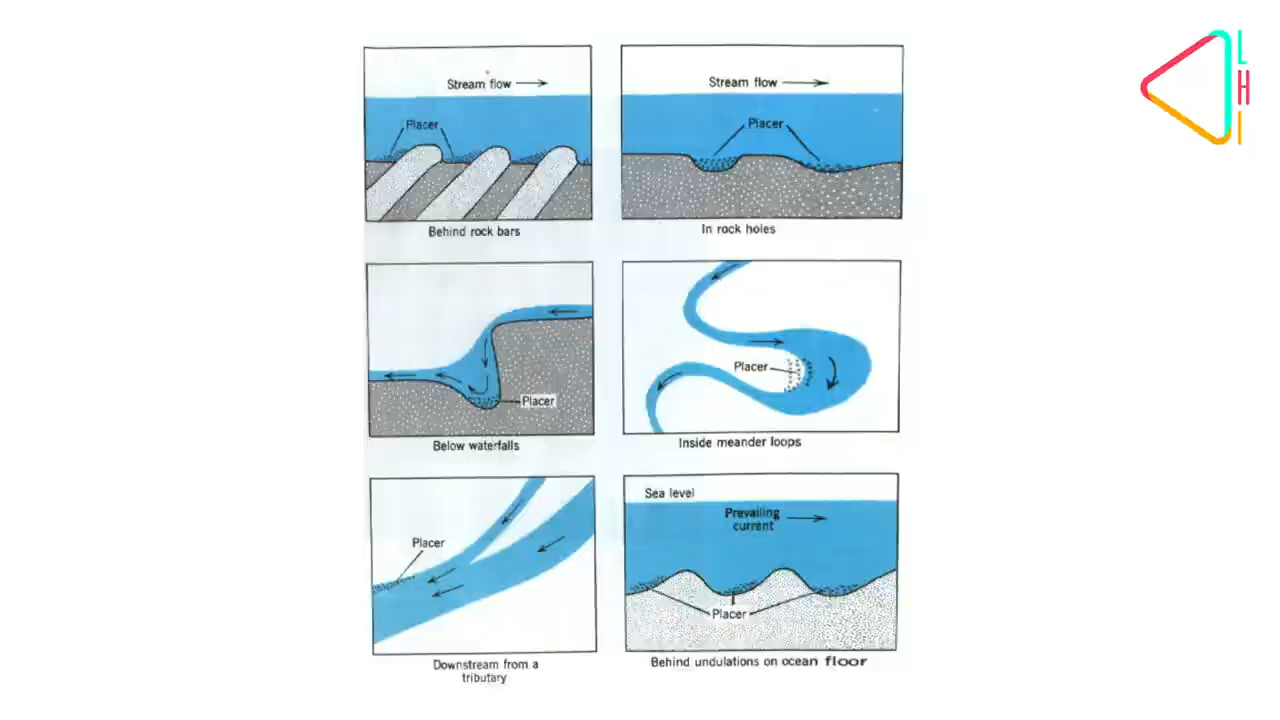 Stream flow
Placer
Behind rock bars
Stream flow
Placer
In rock holes
Placer
Below waterfalls
Placer
Inside meander loops
Placer
Downstream from a
tributary
Sea level
Prevailing
current
Placer
Behind undulations on ocean floor
L
H
I